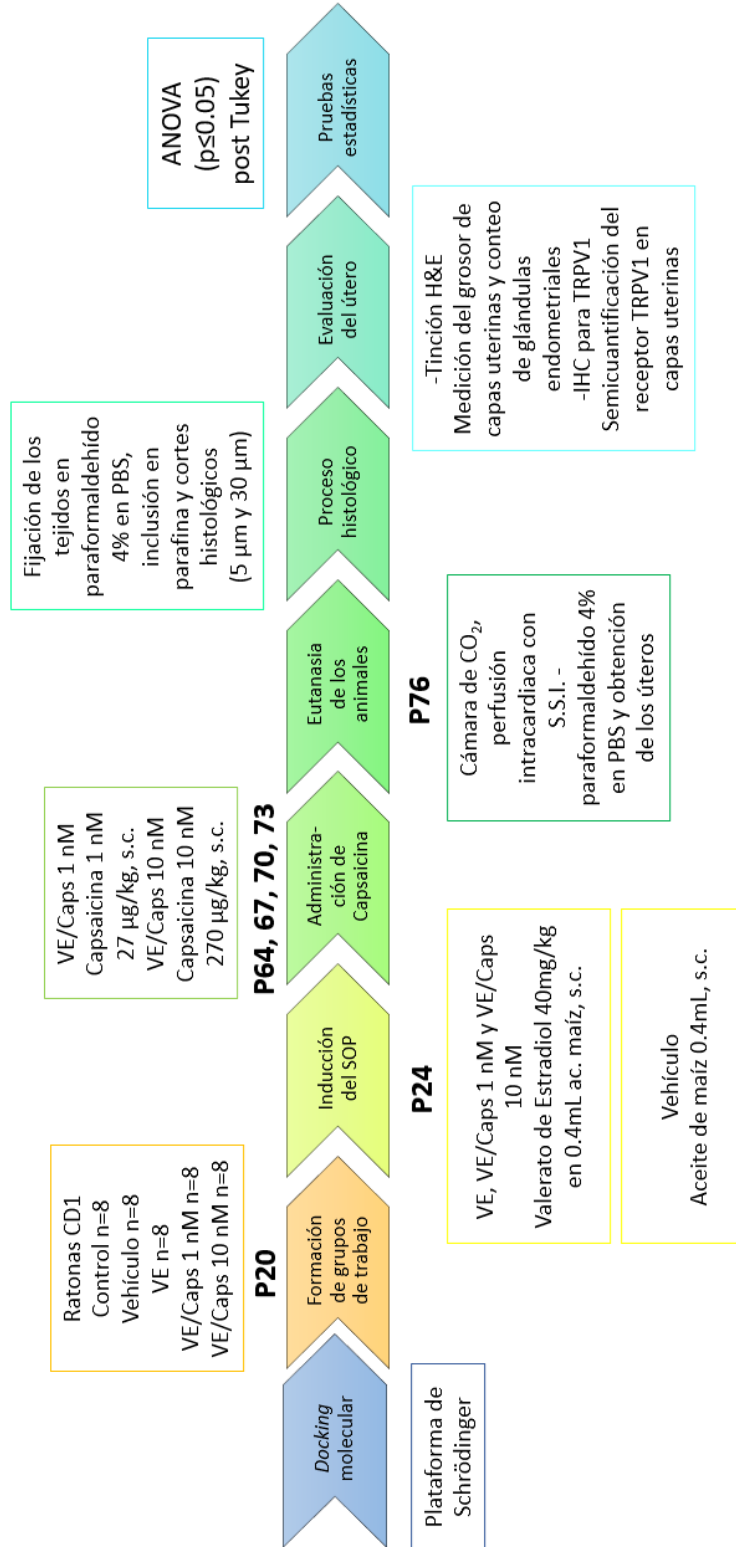 Docking
molecular
Plataforma de
Schrödinger
Ratonas CD1
Control n=8
Vehículo n=8
VE n=8
VE/Caps 1 nM n=8
VE/Caps 10 nM n=8
P20
Formación
de grupos
de trabajo
Inducción
del SOP
P24
VE, VE/Caps 1 nM y VE/Caps
10 nM
Valerato de Estradiol 40mg/kg
en 0.4mL ac. maíz, s.c.
Vehículo
Aceite de maíz 0.4mL, s.c.
VE/Caps 1 nM
Capsaicina 1 nM
27 µg/kg, s.c.
VE/Caps 10 nM
Capsaicina 10 nM
270 µg/kg, s.c.
P64, 67, 70, 73
Administra-
ción de
Capsaicina
Eutanasia
de los
animales
P76
Cámara de CO₂,
perfusión
intracardiaca con
S.S.I. -
paraformaldehído 4%
en PBS y obtención
de los úteros
Fijación de los
tejidos en
paraformaldehído
4% en PBS,
inclusión en
parafina y cortes
histológicos
(5 µm y 30 µm)
Proceso
histológico
Evaluación
del útero
-Tinción H&E
Medición del grosor de
capas uterinas y conteo
de glándulas
endometriales
-IHC para TRPV1
Semicuantificación del
receptor TRPV1 en
capas uterinas
ANOVA
(p≤0.05)
post Tukey
Pruebas
estadísticas